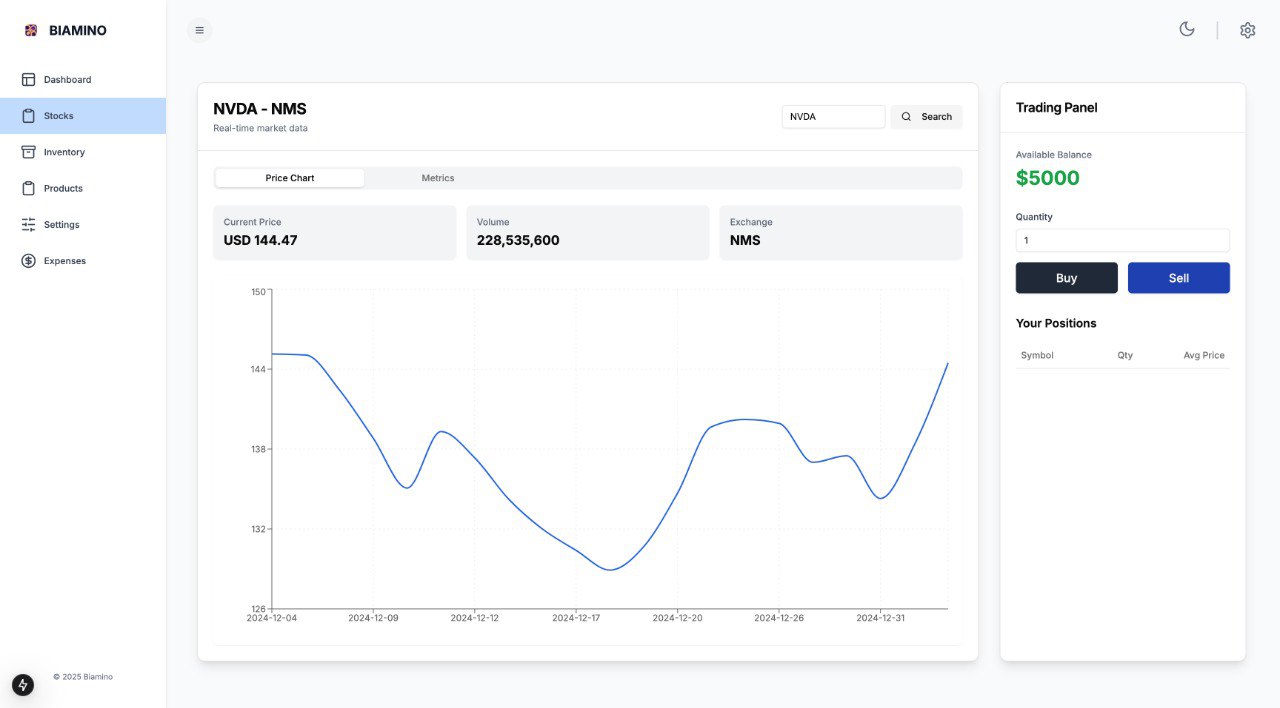 BIAMINO
Dashboard
Stocks
Inventory
Products
Settings
Expenses
© 2025 Biamino
NVDA - NMS
Real-time market data
NVDA
Search
Price Chart
Metrics
Current Price
USD 144.47
Volume
228,535,600
Exchange
NMS
150
144
138
132
126
2024-12-04
2024-12-09
2024-12-12
2024-12-17
2024-12-20
2024-12-26
2024-12-31
Trading Panel
Available Balance
$5000
Quantity
1
Buy
Sell
Your Positions
Symbol
Qty
Avg Price